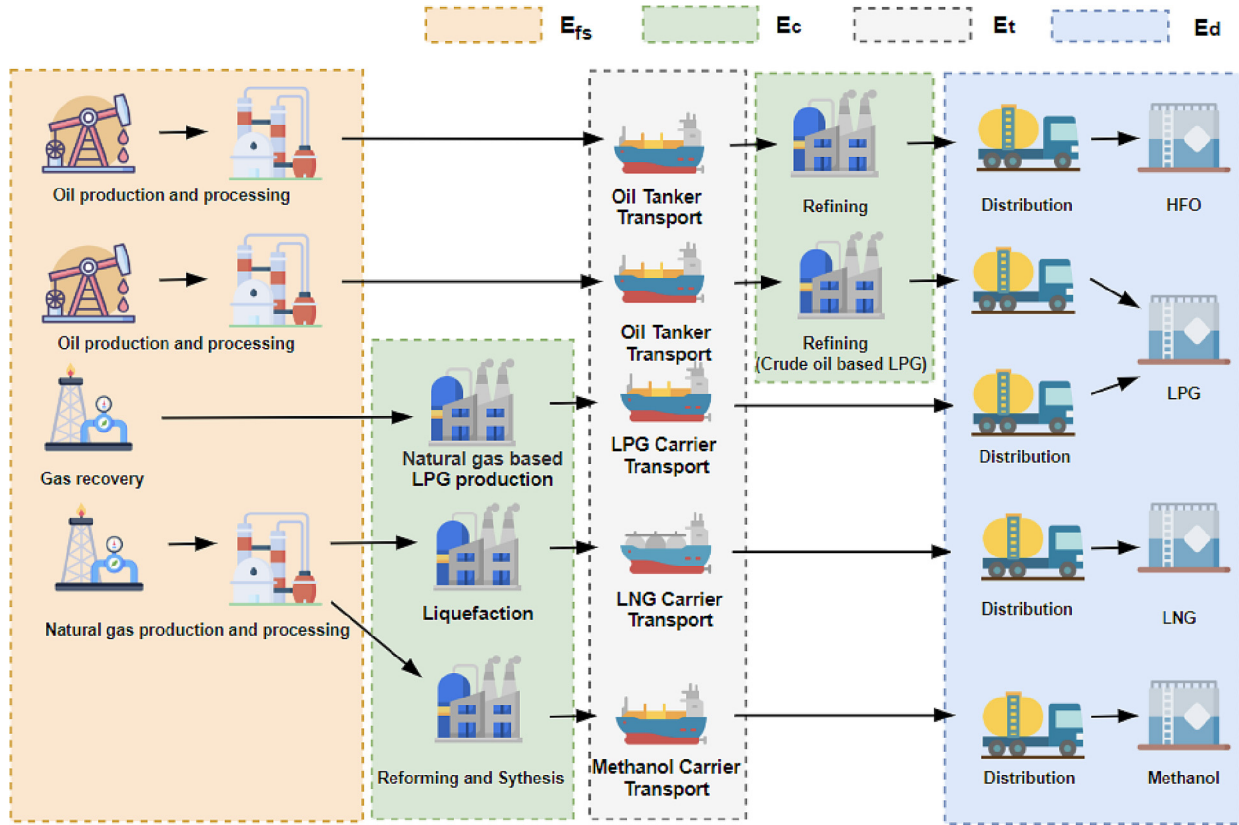 Efs
Ec
Et
Ed
Oil production and processing
Oil Tanker
Transport
Refining
Distribution
HFO
Oil production and processing
Oil Tanker
Transport
Refining
(Crude oil based LPG)
LPG
Gas recovery
Natural gas based
LPG production
LPG Carrier
Transport
Distribution
Natural gas production and processing
Liquefaction
LNG Carrier
Transport
Distribution
LNG
Reforming and Sythesis
Methanol Carrier
Transport
Distribution
Methanol